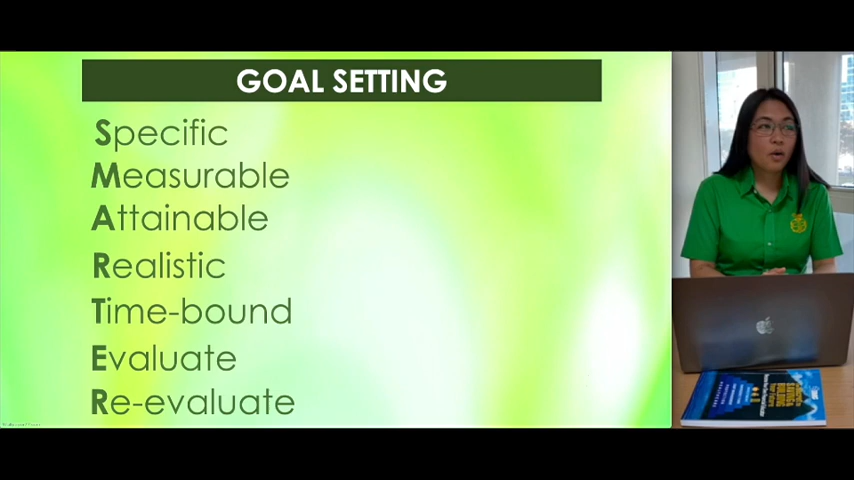 GOAL SETTING
Specific
Measurable
Attainable
Realistic
Time-bound
Evaluate
Re-evaluate